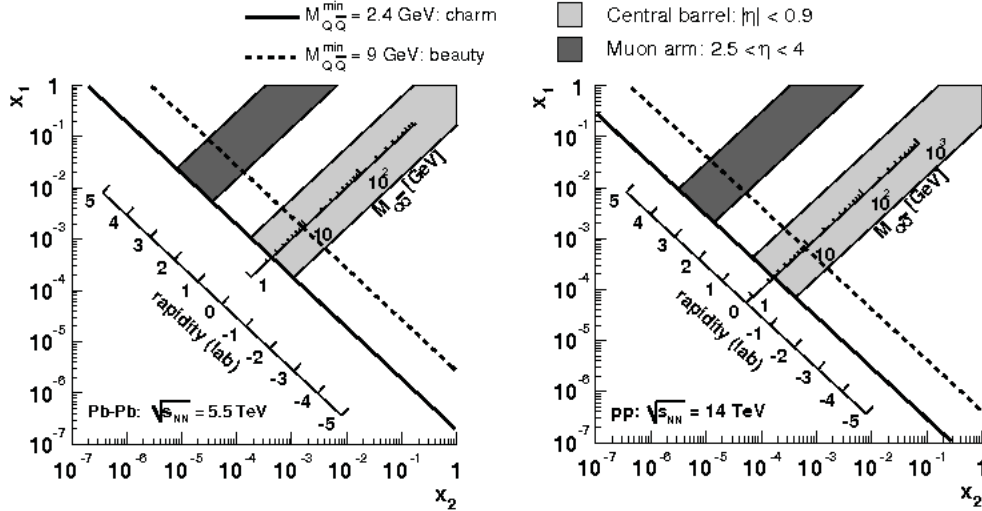 M^min_QQ̄ = 2.4 GeV: charm
M^min_QQ̄ = 9 GeV: beauty
Central barrel: |η| < 0.9
Muon arm: 2.5 <η< 4
x₁
1
10⁻¹
10⁻²
10⁻³
10⁻⁴
10⁻⁵
10⁻⁶
10⁻⁷
10⁻⁷ 10⁻⁶ 10⁻⁵ 10⁻⁴ 10⁻³ 10⁻² 10⁻¹ 1
x₂
5 4 3 2 1 0 -1 -2 -3 -4 -5
rapidity (lab)
1 10 10²
M_QQ̄ [GeV]
Pb-Pb: √s_NN = 5.5 TeV
x₁
1
10⁻¹
10⁻²
10⁻³
10⁻⁴
10⁻⁵
10⁻⁶
10⁻⁷
10⁻⁷ 10⁻⁶ 10⁻⁵ 10⁻⁴ 10⁻³ 10⁻² 10⁻¹ 1
x₂
5 4 3 2 1 0 -1 -2 -3 -4 -5
rapidity (lab)
1 10 10² 10³
M_QQ̄ [GeV]
pp: √s_NN = 14 TeV